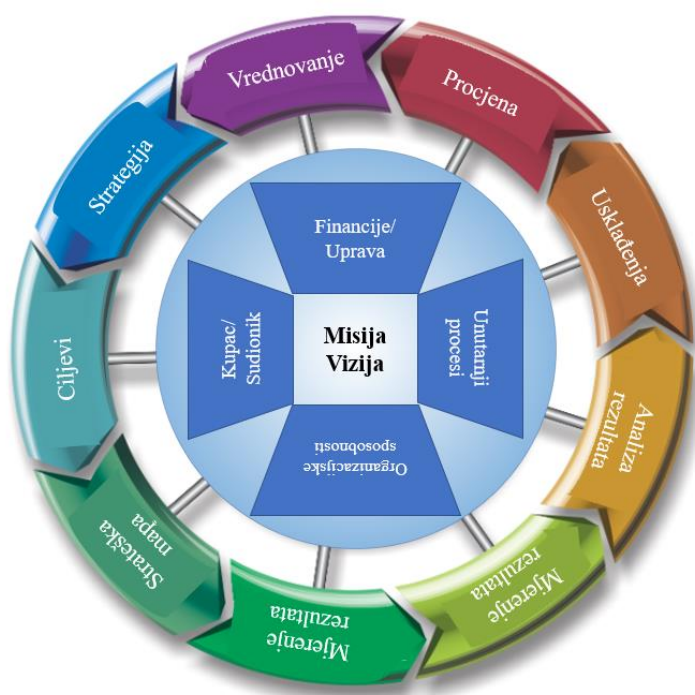 Vrednovanje
Procjena
Usklađenja
Analiza
rezultata
Mjerenje
rezultata
Mjerenje
rezultata
Strateška
mapa
Ciljevi
Strategija
Financije/
Uprava
Unutarnji
procesi
Organizacijske
sposobnosti
Kupac/
Sudionik
Misija
Vizija